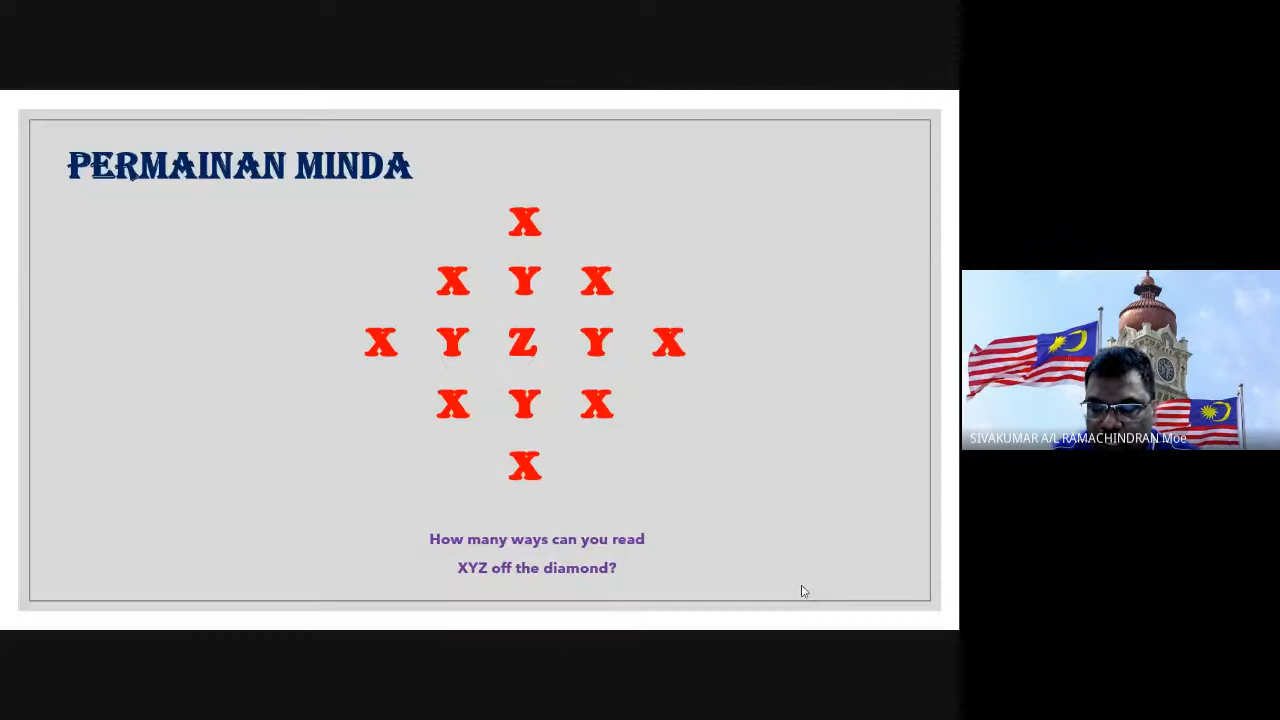 PERMAINAN MINDA
X
X Y X
X Y Z Y X
X Y X
X
How many ways can you read
XYZ off the diamond?
SIVAKUMAR A/L RAMACHINDRAN Moe